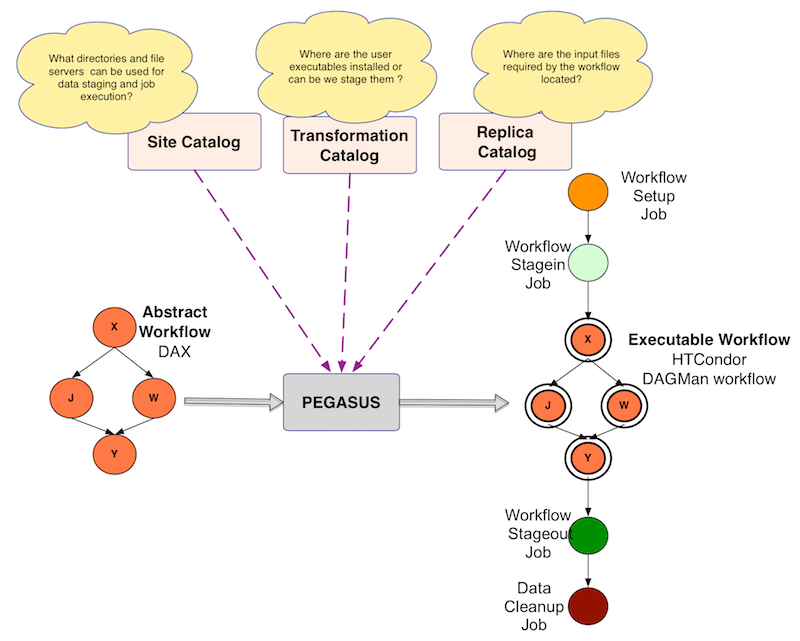 What directories and file
servers can be used for
data staging and job
execution?
Where are the user
executables installed or
can be we stage them ?
Where are the input files
required by the workflow
located?
Site Catalog
Transformation
Catalog
Replica
Catalog
Workflow
Setup
Job
Workflow
Stagein
Job
Abstract
Workflow
DAX
X
J
W
Y
PEGASUS
X
J
W
Y
Executable Workflow
HTCondor
DAGMan workflow
Workflow
Stageout
Job
Data
Cleanup
Job